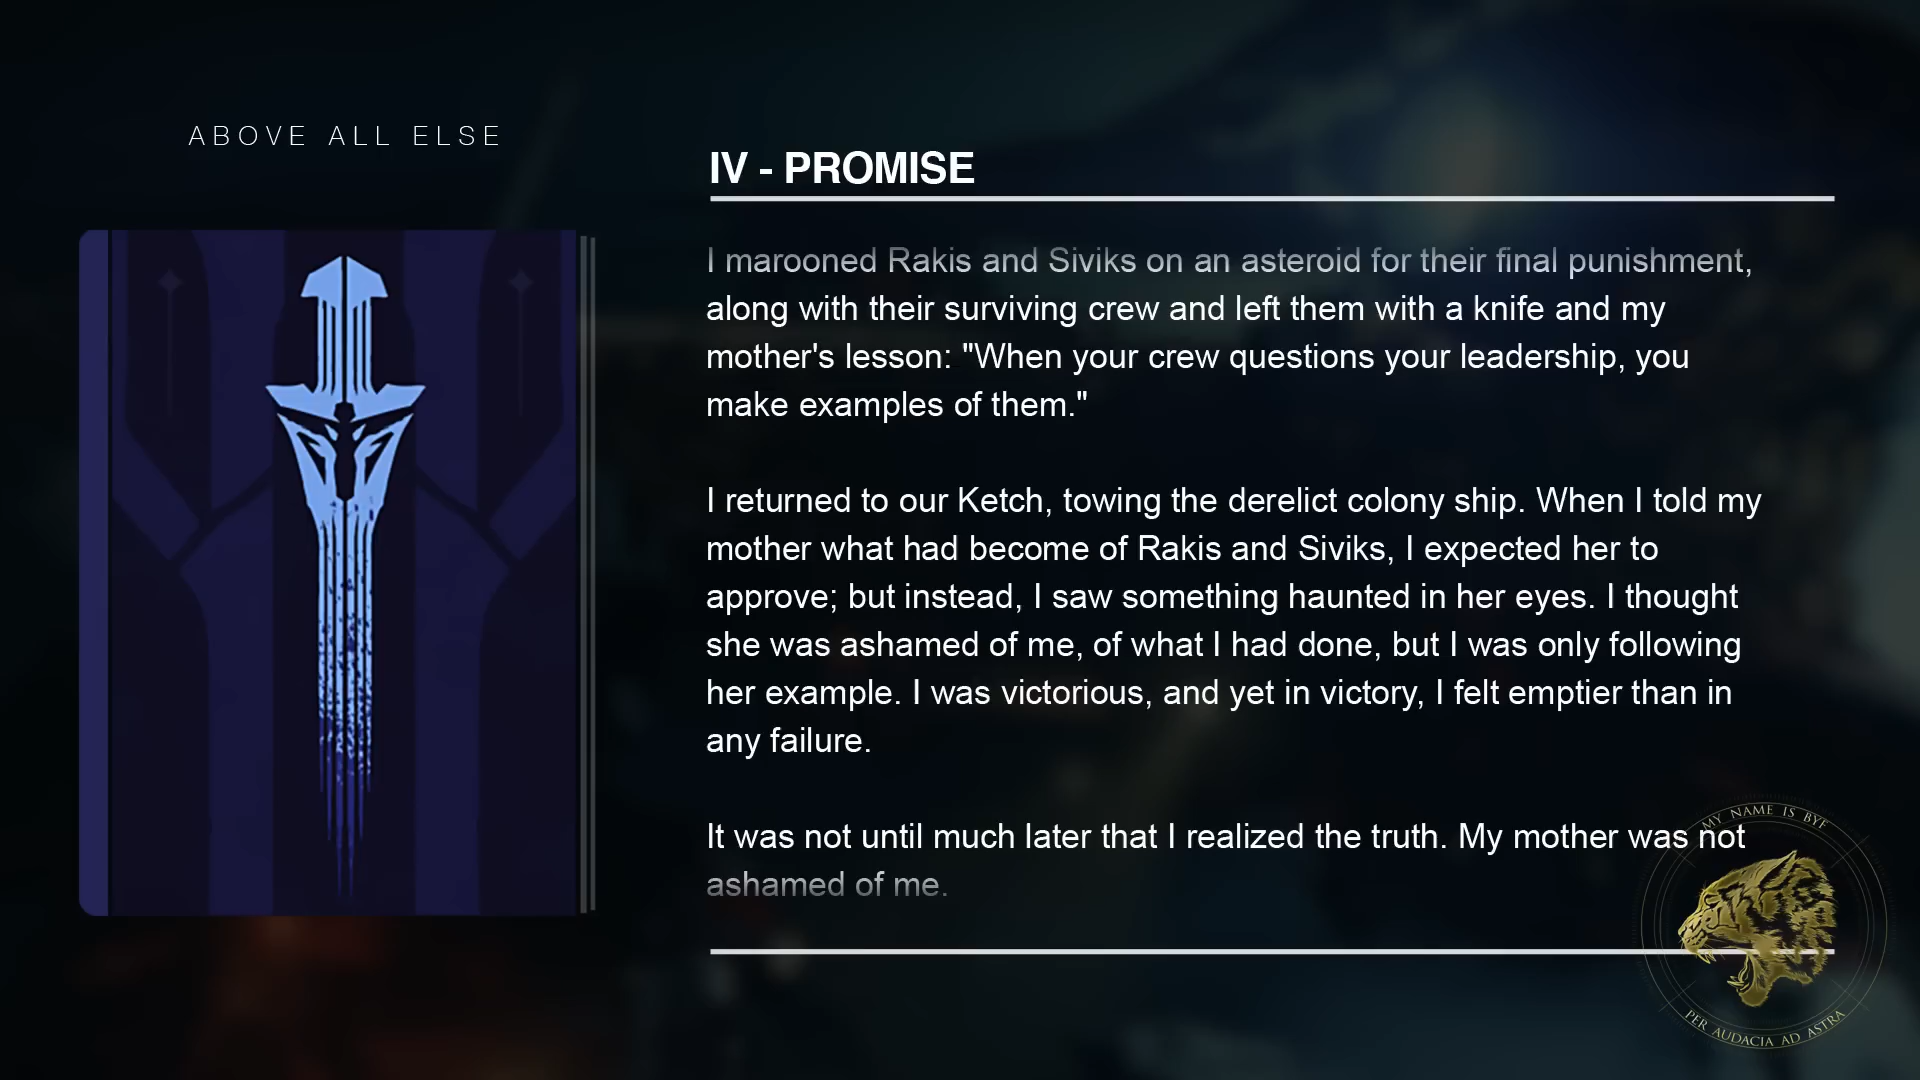 ABOVE ALL ELSE
IV - PROMISE
I marooned Rakis and Siviks on an asteroid for their final punishment,
along with their surviving crew and left them with a knife and my
mother's lesson: "When your crew questions your leadership, you
make examples of them."
I returned to our Ketch, towing the derelict colony ship. When I told my
mother what had become of Rakis and Siviks, I expected her to
approve; but instead, I saw something haunted in her eyes. I thought
she was ashamed of me, of what I had done, but I was only following
her example. I was victorious, and yet in victory, I felt emptier than in
any failure.
It was not until much later that I realized the truth. My mother was not
ashamed of me.
MY NAME IS BYF
PER AUDACIA AD ASTRA